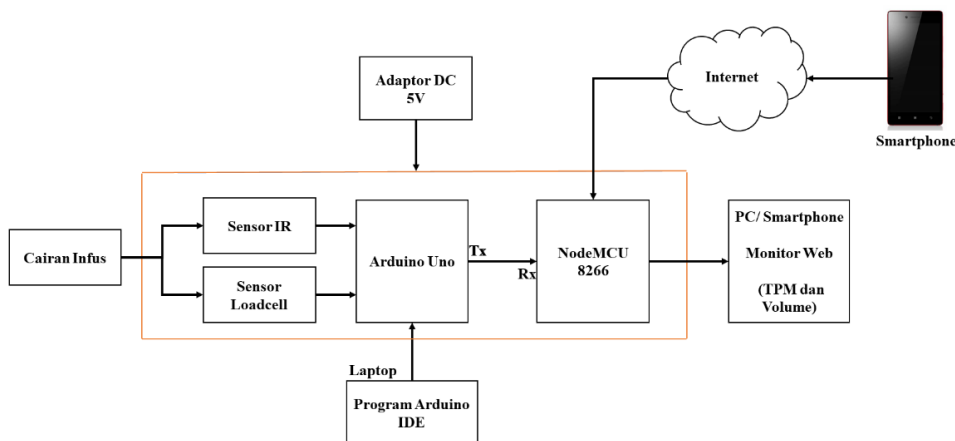 Adaptor DC
5V
Internet
Smartphone
Cairan Infus
Sensor IR
Sensor
Loadcell
Arduino Uno
Tx
Rx
NodeMCU
8266
PC/ Smartphone
Monitor Web
(TPM dan
Volume)
Laptop
Program Arduino
IDE